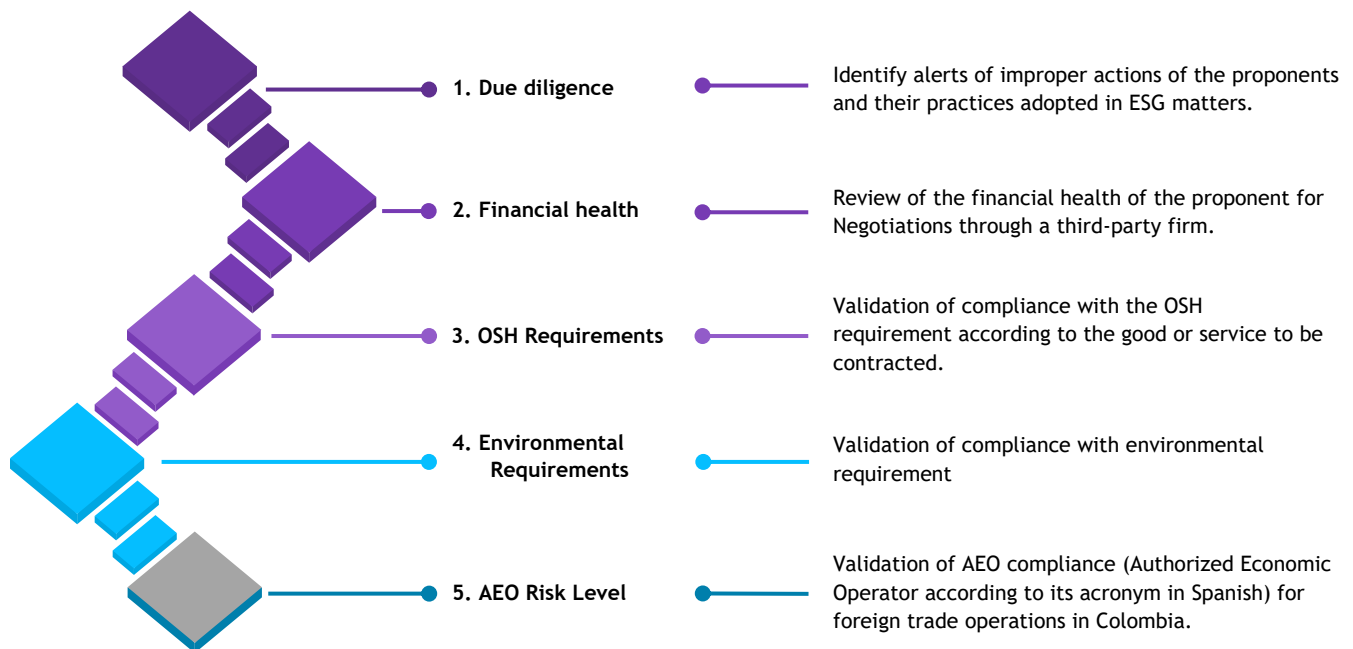 1. Due diligence
Identify alerts of improper actions of the proponents
and their practices adopted in ESG matters.
2. Financial health
Review of the financial health of the proponent for
Negotiations through a third-party firm.
3. OSH Requirements
Validation of compliance with the OSH
requirement according to the good or service to be
contracted.
4. Environmental
Requirements
Validation of compliance with environmental
requirement
5. AEO Risk Level
Validation of AEO compliance (Authorized Economic
Operator according to its acronym in Spanish) for
foreign trade operations in Colombia.